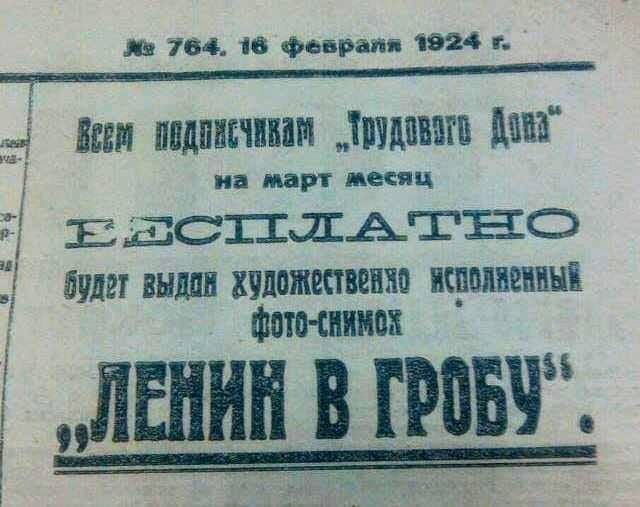 № 764. 16 февраля 1924 г.
Всем подписчикам „Трудового Дона“
на март месяц
БЕСПЛАТНО
будет выдан художественно исполненный
фото-снимок
„ЛЕНИН В ГРОБУ“.